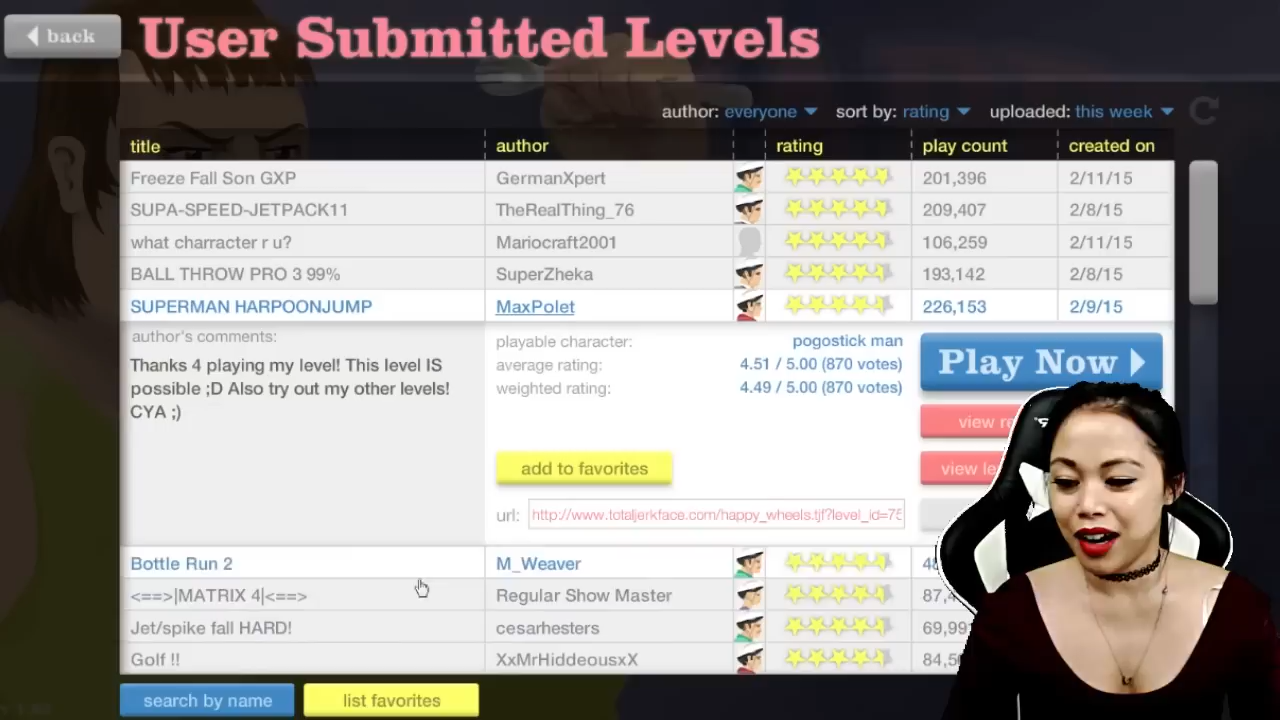 back
User Submitted Levels
author: everyone sort by: rating uploaded: this week
title author rating play count created on
Freeze Fall Son GXP GermanXpert 201,396 2/11/15
SUPA-SPEED-JETPACK11 TheRealThing_76 209,407 2/8/15
what charracter r u? Mariocraft2001 106,259 2/11/15
BALL THROW PRO 3 99% SuperZheka 193,142 2/8/15
SUPERMAN HARPOONJUMP MaxPolet 226,153 2/9/15
author's comments:
Thanks 4 playing my level! This level IS
possible ;D Also try out my other levels!
CYA ;)
playable character: pogostick man
average rating: 4.51 / 5.00 (870 votes)
weighted rating: 4.49 / 5.00 (870 votes)
Play Now
view
view
add to favorites
url: http://www.totaljerkface.com/happy_wheels.tjf?level_id=75
Bottle Run 2 M_Weaver
<==>|MATRIX 4|<==> Regular Show Master
Jet/spike fall HARD! cesarhesters
Golf !! XxMrHiddeousxX
search by name list favorites